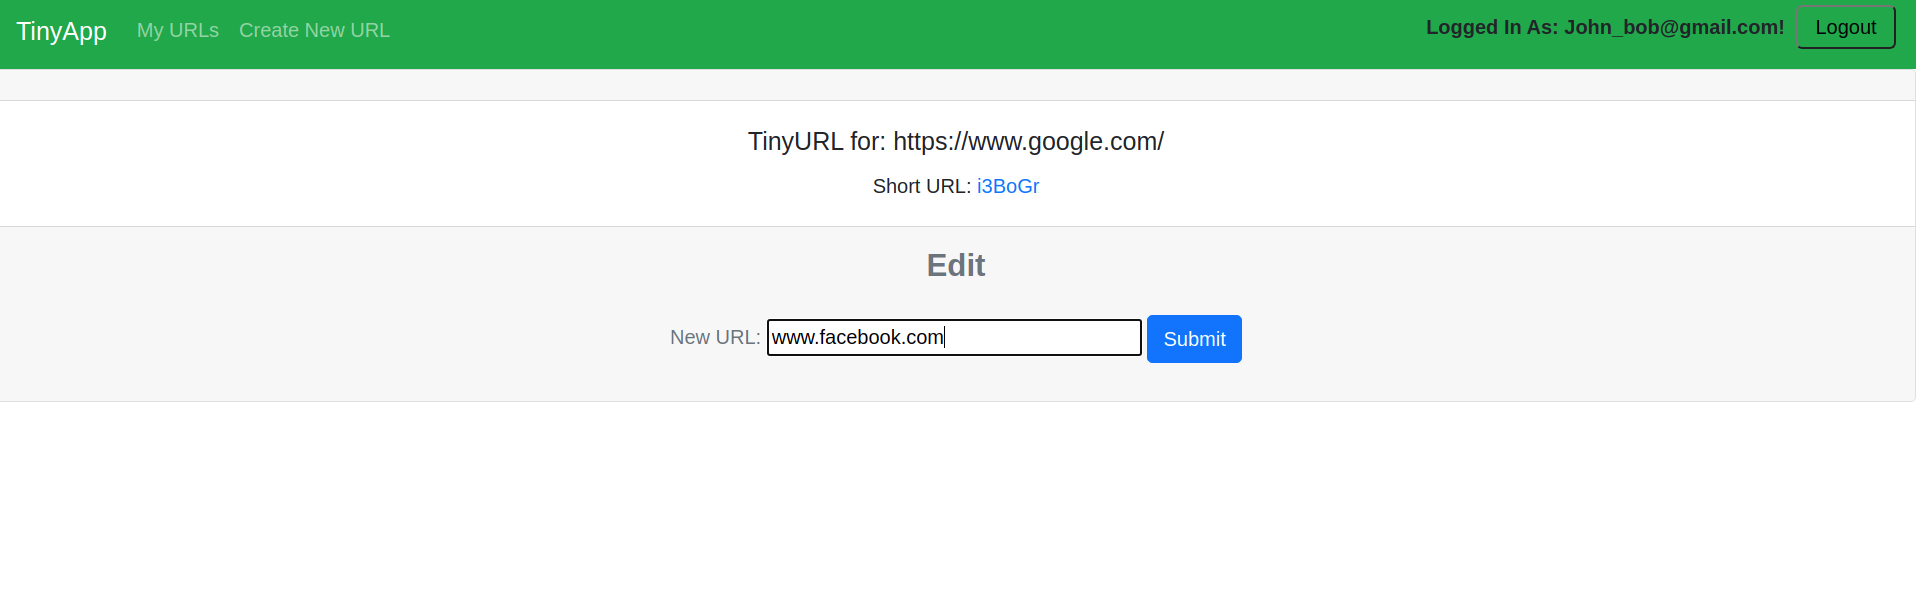 TinyApp My URLs Create New URL Logged In As: John_bob@gmail.com! Logout
TinyURL for: https://www.google.com/
Short URL: i3BoGr
Edit
New URL: www.facebook.com Submit